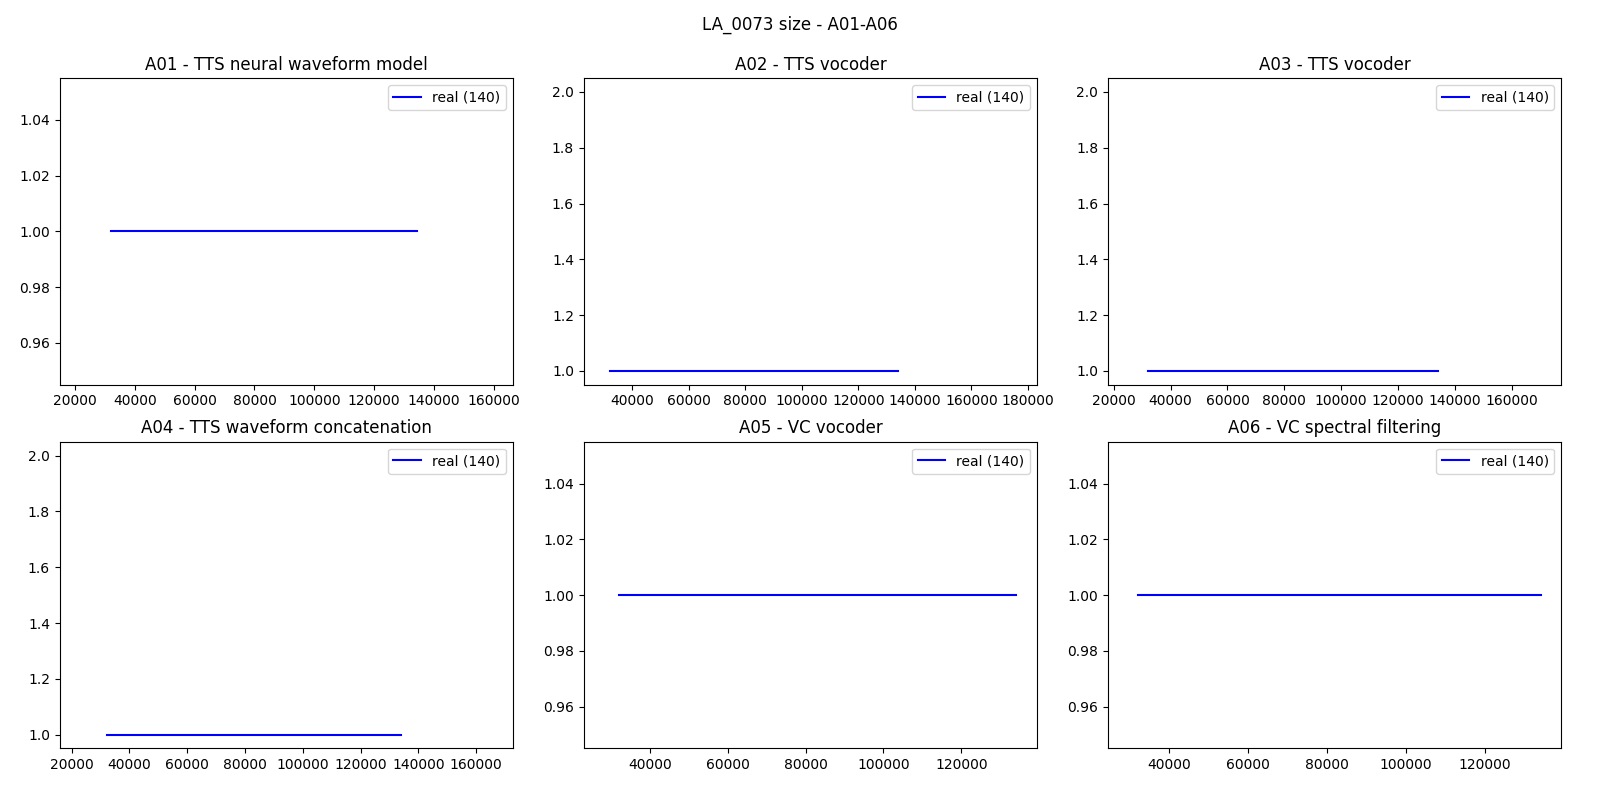 LA_0073 size - A01-A06
A01 - TTS neural waveform model
real (140)
1.04
1.02
1.00
0.98
0.96
20000 40000 60000 80000 100000 120000 140000 160000
A02 - TTS vocoder
real (140)
2.0
1.8
1.6
1.4
1.2
1.0
40000 60000 80000 100000 120000 140000 160000 180000
A03 - TTS vocoder
real (140)
2.0
1.8
1.6
1.4
1.2
1.0
20000 40000 60000 80000 100000 120000 140000 160000
A04 - TTS waveform concatenation
real (140)
2.0
1.8
1.6
1.4
1.2
1.0
20000 40000 60000 80000 100000 120000 140000 160000
A05 - VC vocoder
real (140)
1.04
1.02
1.00
0.98
0.96
40000 60000 80000 100000 120000
A06 - VC spectral filtering
real (140)
1.04
1.02
1.00
0.98
0.96
40000 60000 80000 100000 120000